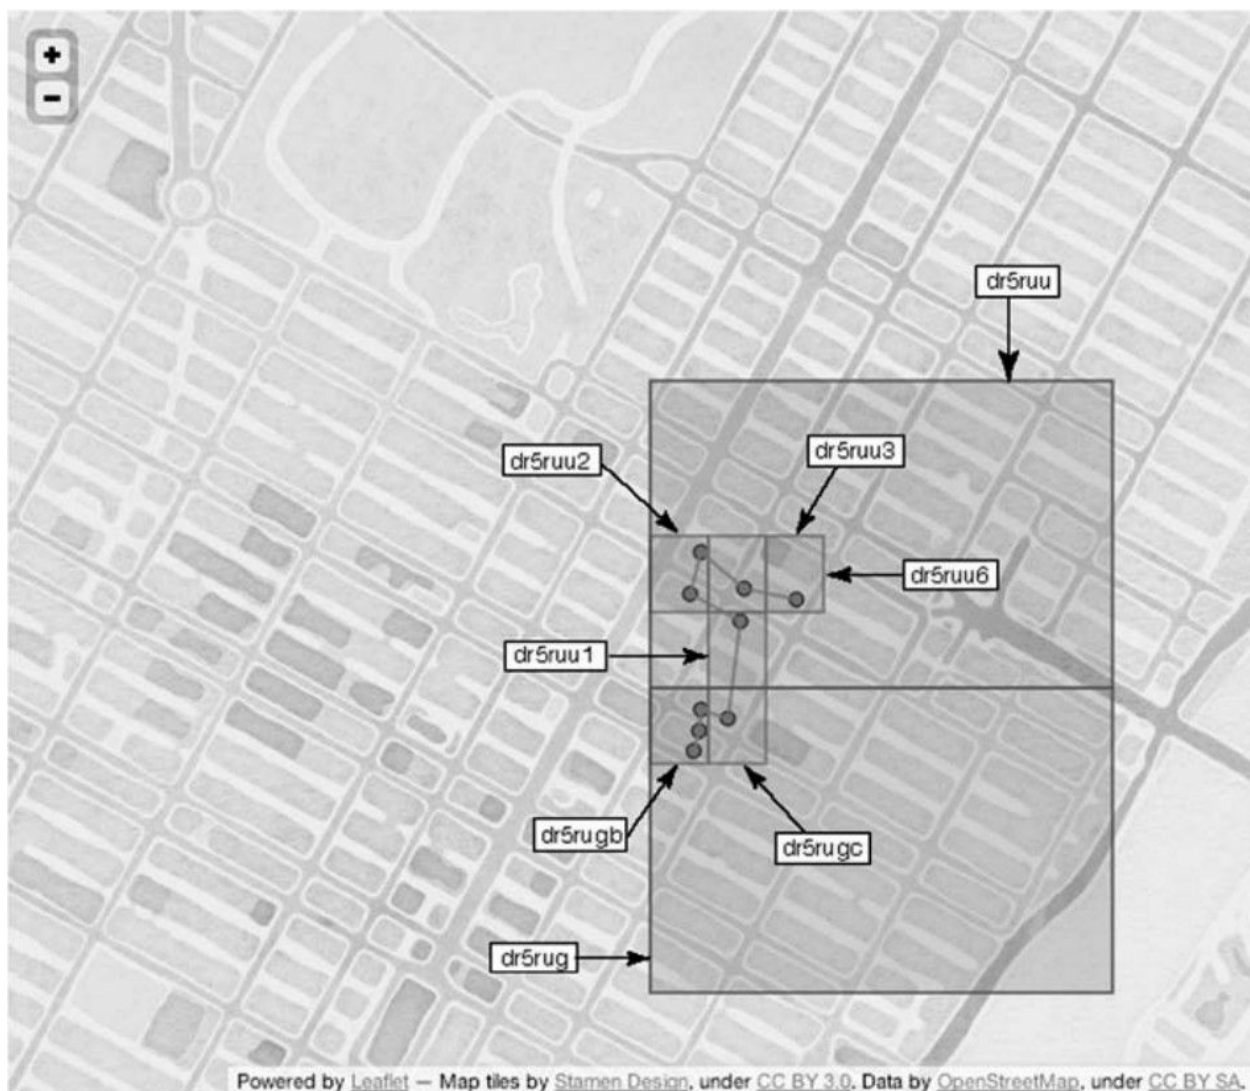 +
−
dr5ruu
dr5ruu2
dr5ruu3
dr5ruu6
dr5ruu1
dr5rugb
dr5rugc
dr5rug
Powered by Leaflet — Map tiles by Stamen Design, under CC BY 3.0. Data by OpenStreetMap, under CC BY SA